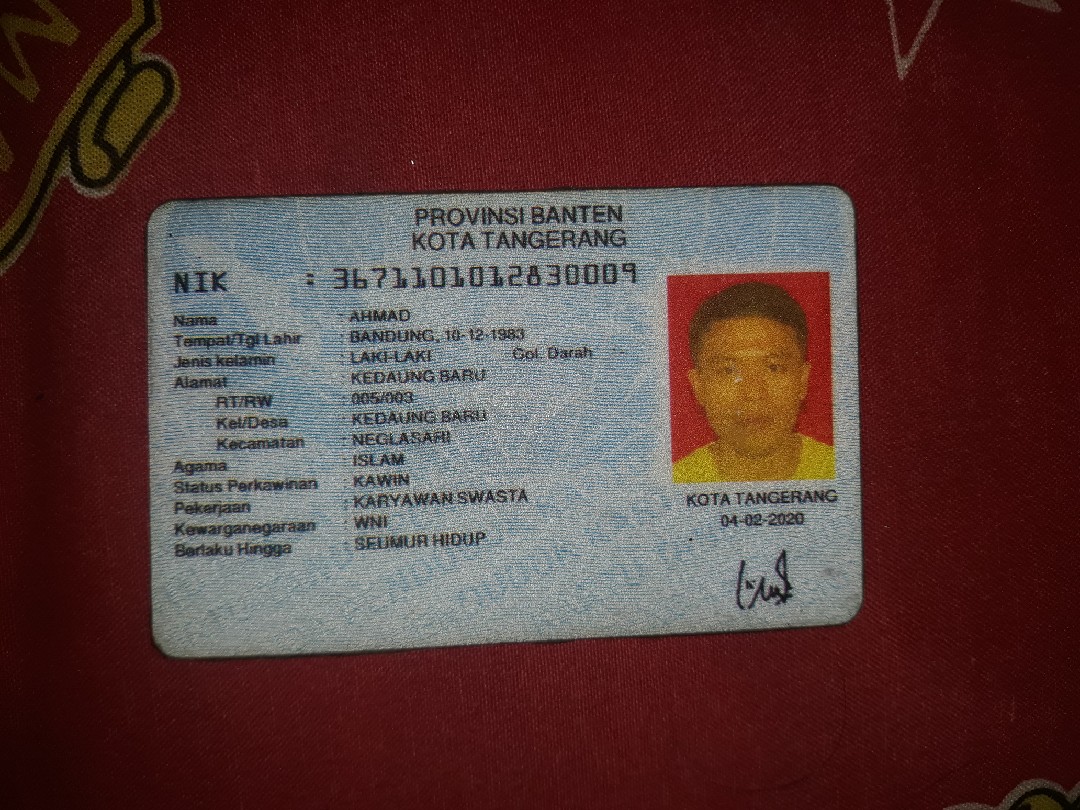 PROVINSI BANTEN
KOTA TANGERANG
NIK : 3671101012830009
Nama : AHMAD
Tempat/Tgl Lahir : BANDUNG, 10-12-1983
Jenis kelamin : LAKI-LAKI Gol. Darah : -
Alamat : KEDAUNG BARU
RT/RW : 005/003
Kel/Desa : KEDAUNG BARU
Kecamatan : NEGLASARI
Agama : ISLAM
Status Perkawinan : KAWIN
Pekerjaan : KARYAWAN SWASTA
Kewarganegaraan : WNI
Berlaku Hingga : SEUMUR HIDUP
KOTA TANGERANG
04-02-2020